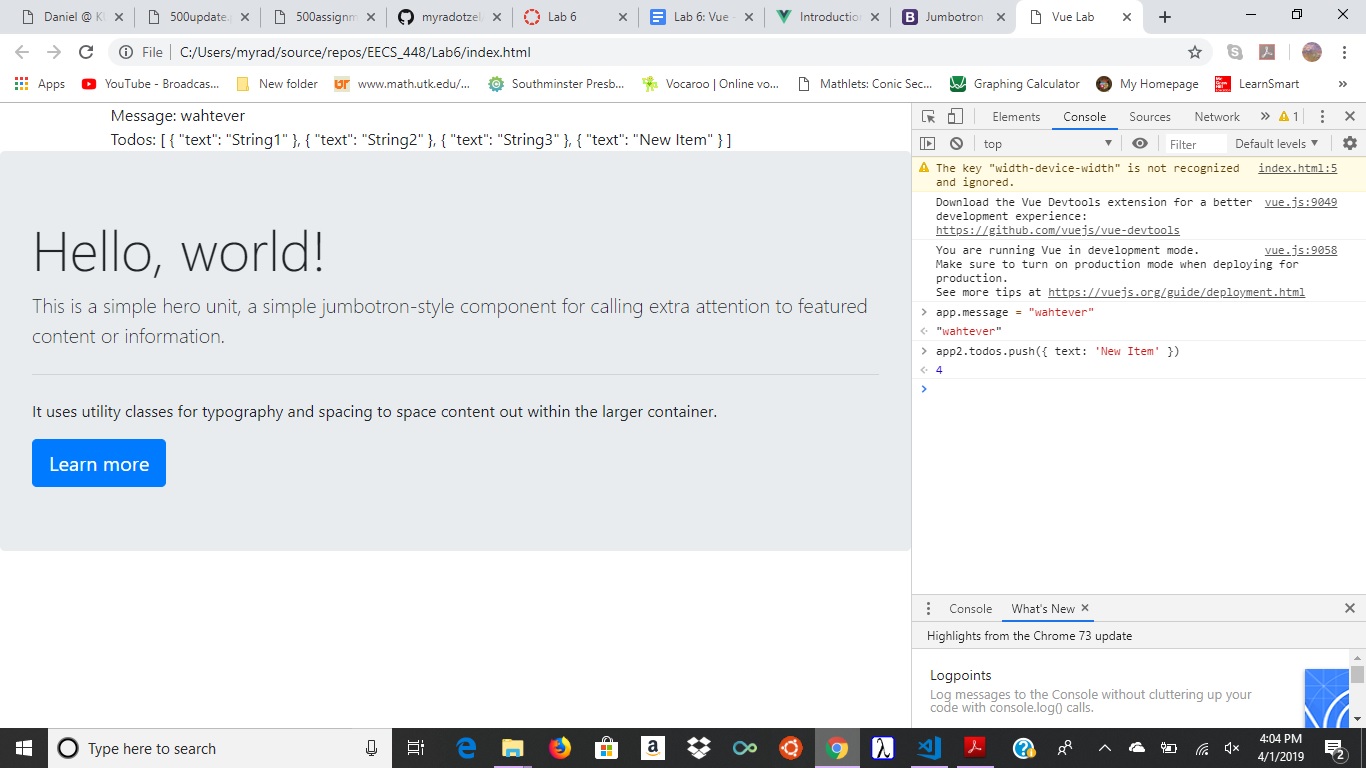 Daniel @ KU
500update.
500assignm
myradotzel
Lab 6
Lab 6: Vue -
Introduction
Jumbotron
Vue Lab
File | C:/Users/myrad/source/repos/EECS_448/Lab6/index.html
Apps
YouTube - Broadcas...
New folder
www.math.utk.edu/...
Southminster Presb...
Vocaroo | Online vo...
Mathlets: Conic Sec...
Graphing Calculator
My Homepage
LearnSmart
»
Message: wahtever
Todos: [ { "text": "String1" }, { "text": "String2" }, { "text": "String3" }, { "text": "New Item" } ]
Hello, world!
This is a simple hero unit, a simple jumbotron-style component for calling extra attention to featured
content or information.
It uses utility classes for typography and spacing to space content out within the larger container.
Learn more
Elements Console Sources Network » 1
top Filter Default levels
The key "width-device-width" is not recognized index.html:5
and ignored.
Download the Vue Devtools extension for a better vue.js:9049
development experience:
https://github.com/vuejs/vue-devtools
You are running Vue in development mode. vue.js:9058
Make sure to turn on production mode when deploying for
production.
See more tips at https://vuejs.org/guide/deployment.html
> app.message = "wahtever"
"wahtever"
> app2.todos.push({ text: 'New Item' })
4
>
Console What's New
Highlights from the Chrome 73 update
Logpoints
Log messages to the Console without cluttering up your
code with console.log() calls.
Type here to search
4:04 PM
4/1/2019
2